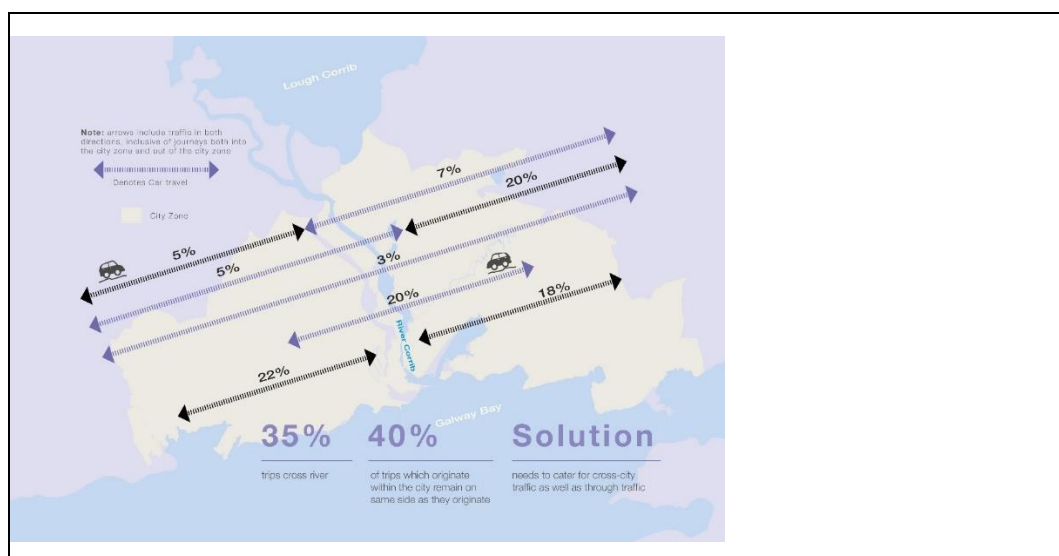 Lough Corrib
Note: arrows include traffic in both
directions, inclusive of journeys both into
the city zone and out of the city zone
Denotes Car travel
City Zone
7%
20%
5%
5%
3%
20%
18%
River Corrib
22%
Galway Bay
35%
trips cross river
40%
of trips which originate
within the city remain on
same side as they originate
Solution
needs to cater for cross-city
traffic as well as through traffic